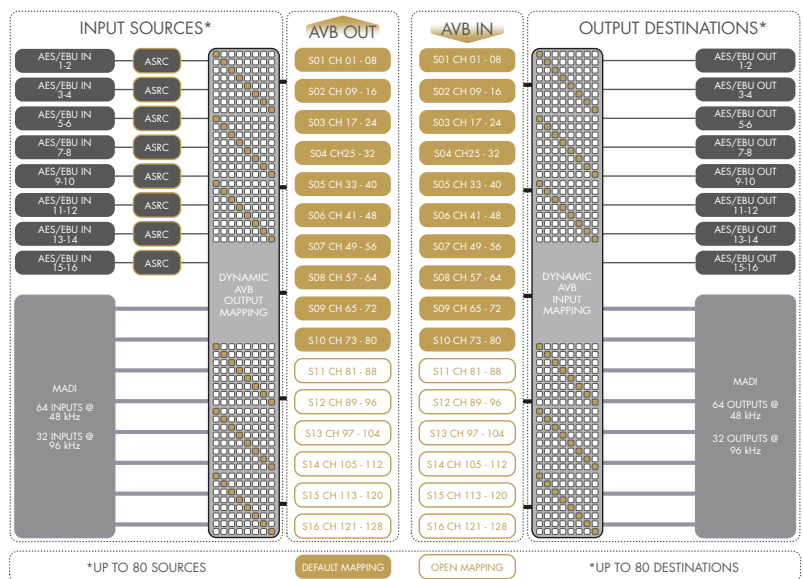 INPUT SOURCES*
AES/EBU IN
1-2
ASRC
AES/EBU IN
3-4
ASRC
AES/EBU IN
5-6
ASRC
AES/EBU IN
7-8
ASRC
AES/EBU IN
9-10
ASRC
AES/EBU IN
11-12
ASRC
AES/EBU IN
13-14
ASRC
AES/EBU IN
15-16
ASRC
MADI
64 INPUTS @
48 kHz
32 INPUTS @
96 kHz
DYNAMIC
AVB
OUTPUT
MAPPING
AVB OUT
S01 CH 01 - 08
S02 CH 09 - 16
S03 CH 17 - 24
S04 CH25 - 32
S05 CH 33 - 40
S06 CH 41 - 48
S07 CH 49 - 56
S08 CH 57 - 64
S09 CH 65 - 72
S10 CH 73 - 80
S11 CH 81 - 88
S12 CH 89 - 96
S13 CH 97 - 104
S14 CH 105 - 112
S15 CH 113 - 120
S16 CH 121 - 128
AVB IN
S01 CH 01 - 08
S02 CH 09 - 16
S03 CH 17 - 24
S04 CH25 - 32
S05 CH 33 - 40
S06 CH 41 - 48
S07 CH 49 - 56
S08 CH 57 - 64
S09 CH 65 - 72
S10 CH 73 - 80
S11 CH 81 - 88
S12 CH 89 - 96
S13 CH 97 - 104
S14 CH 105 - 112
S15 CH 113 - 120
S16 CH 121 - 128
OUTPUT DESTINATIONS*
DYNAMIC
AVB
INPUT
MAPPING
AES/EBU OUT
1-2
AES/EBU OUT
3-4
AES/EBU OUT
5-6
AES/EBU OUT
7-8
AES/EBU OUT
9-10
AES/EBU OUT
11-12
AES/EBU OUT
13-14
AES/EBU OUT
15-16
MADI
64 OUTPUTS @
48 kHz
32 OUTPUTS @
96 kHz
*UP TO 80 SOURCES
DEFAULT MAPPING
OPEN MAPPING
*UP TO 80 DESTINATIONS